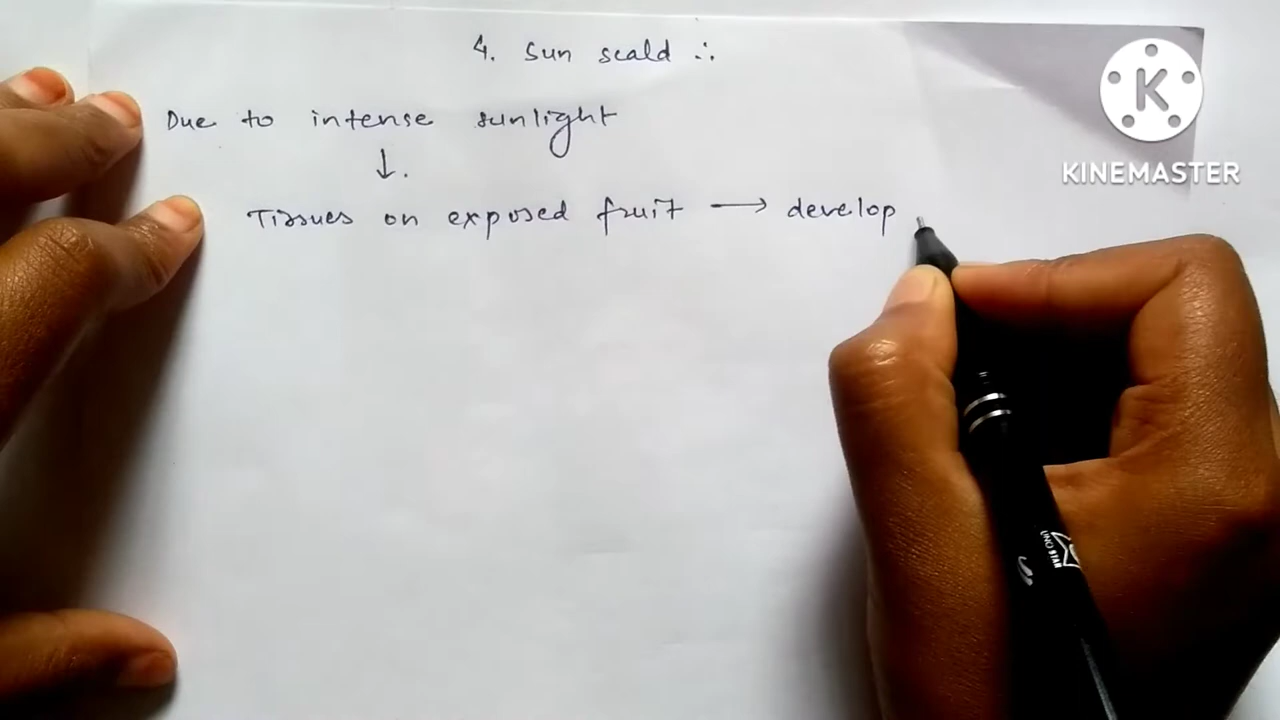 4. Sun scald :.
Due to intense sunlight
↓.
Tissues on exposed fruit → develop
K
KINEMASTER